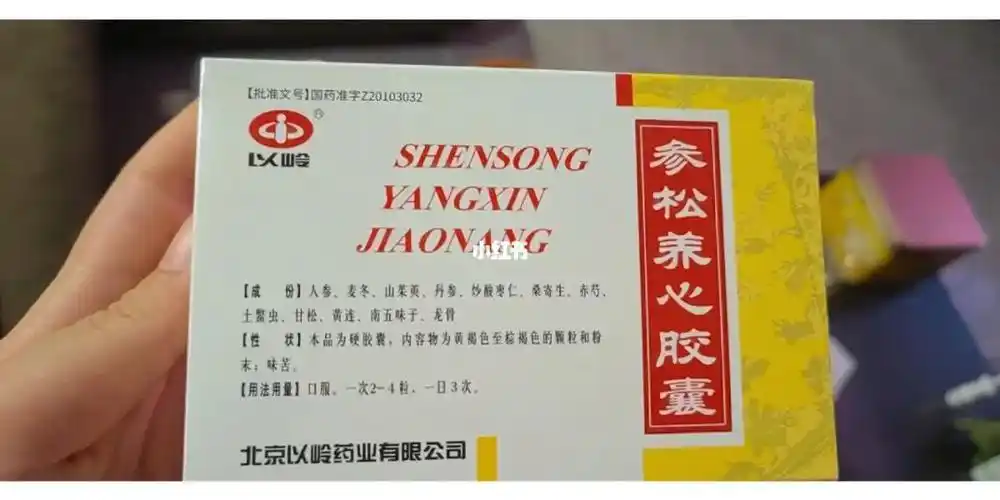 【批准文号】国药准字Z20103032
以岭
SHENSONG
YANGXIN
JIAONANG
小红书
【成 份】人参、麦冬、山茱萸、丹参、炒酸枣仁、桑寄生、赤芍、
土鳖虫、甘松、黄连、南五味子、龙骨
【性 状】本品为硬胶囊，内容物为黄褐色至棕褐色的颗粒和粉
末；味苦。
【用法用量】口服。一次2-4粒，一日3次。
北京以岭药业有限公司
参松养心胶囊